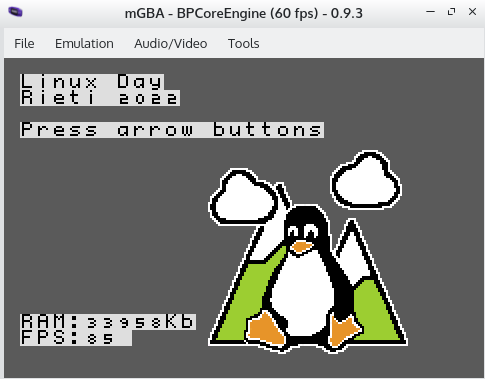 mGBA - BPCoreEngine (60 fps) - 0.9.3
File Emulation Audio/Video Tools
Linux Day
Rieti 2022
Press arrow buttons
RAM:33958Kb
FPS:85